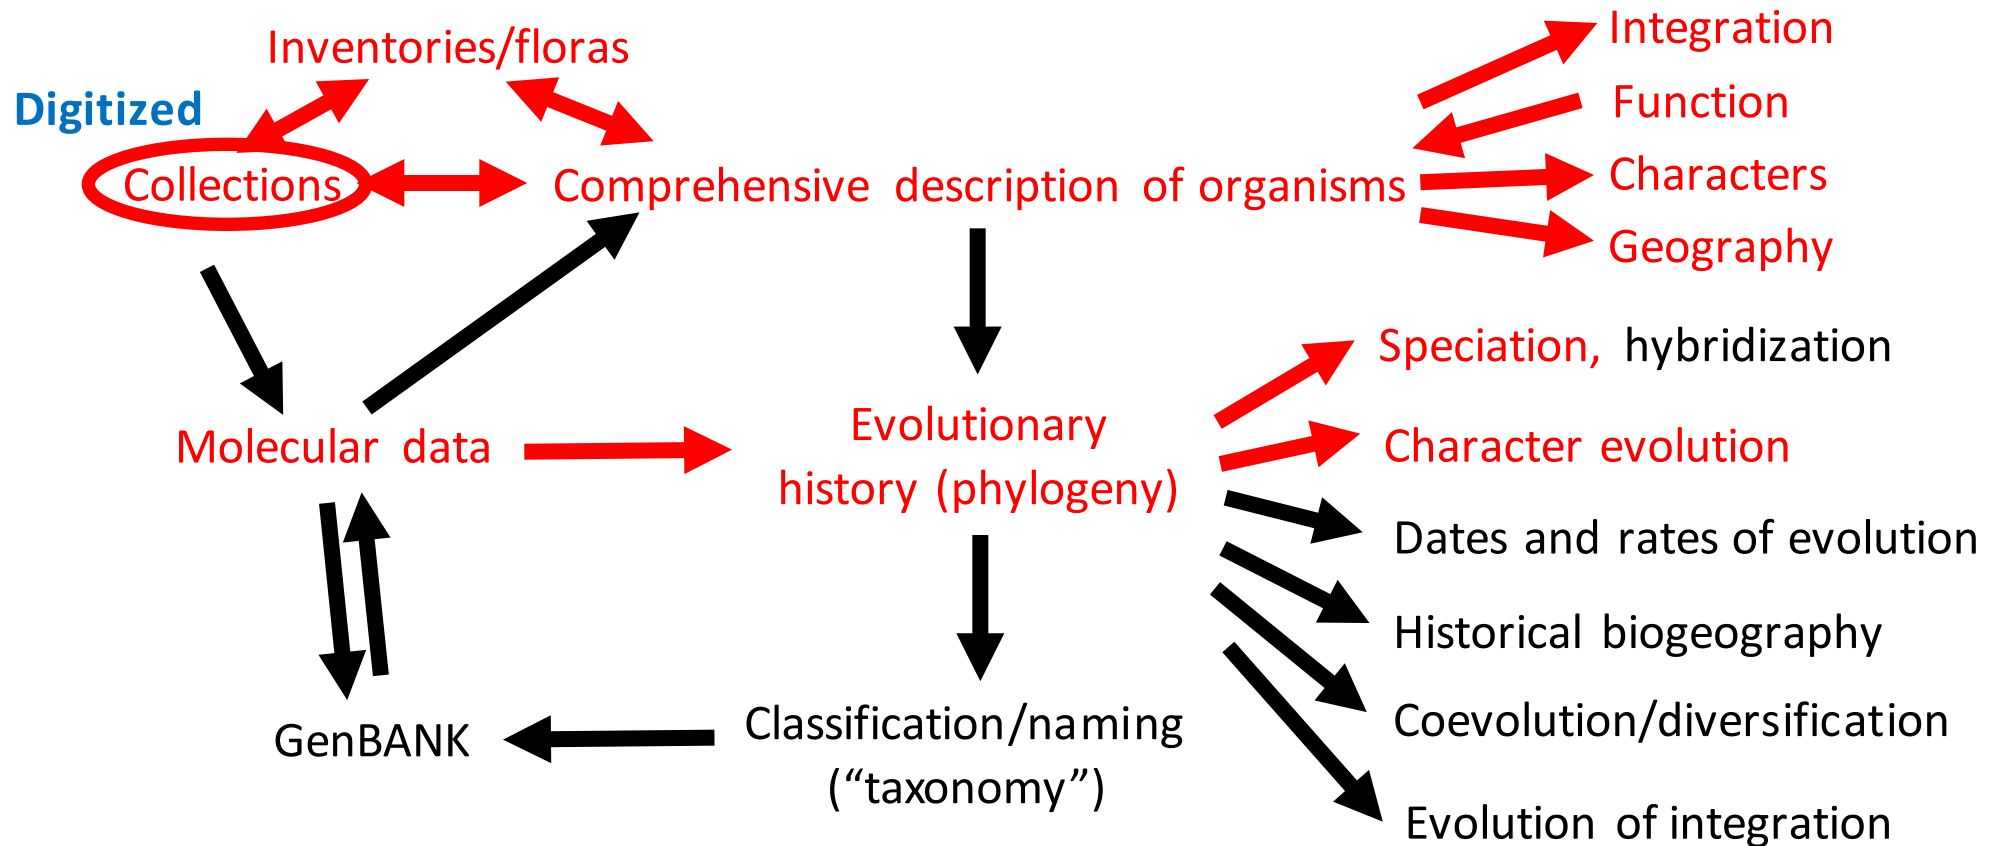 Inventories/floras
Digitized
Collections
Comprehensive description of organisms
Integration
Function
Characters
Geography
Molecular data
Evolutionary
history (phylogeny)
Speciation, hybridization
Character evolution
Dates and rates of evolution
Historical biogeography
Coevolution/diversification
Evolution of integration
GenBANK
Classification/naming
(“taxonomy”)